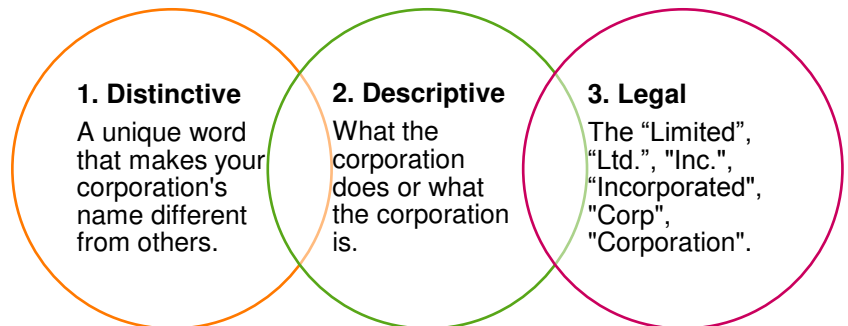 1. Distinctive
A unique word
that makes your
corporation's
name different
from others.
2. Descriptive
What the
corporation
does or what
the corporation
is.
3. Legal
The “Limited”,
“Ltd.”, "Inc.",
“Incorporated",
"Corp",
"Corporation".